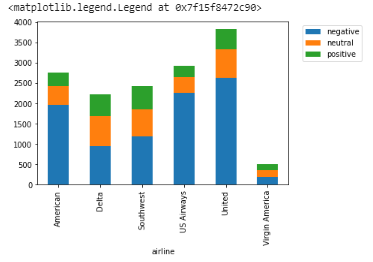 <matplotlib.legend.Legend at 0x7f15f8472c90>
4000
3500
3000
2500
2000
1500
1000
500
0
American
Delta
Southwest
US Airways
United
Virgin America
airline
negative
neutral
positive